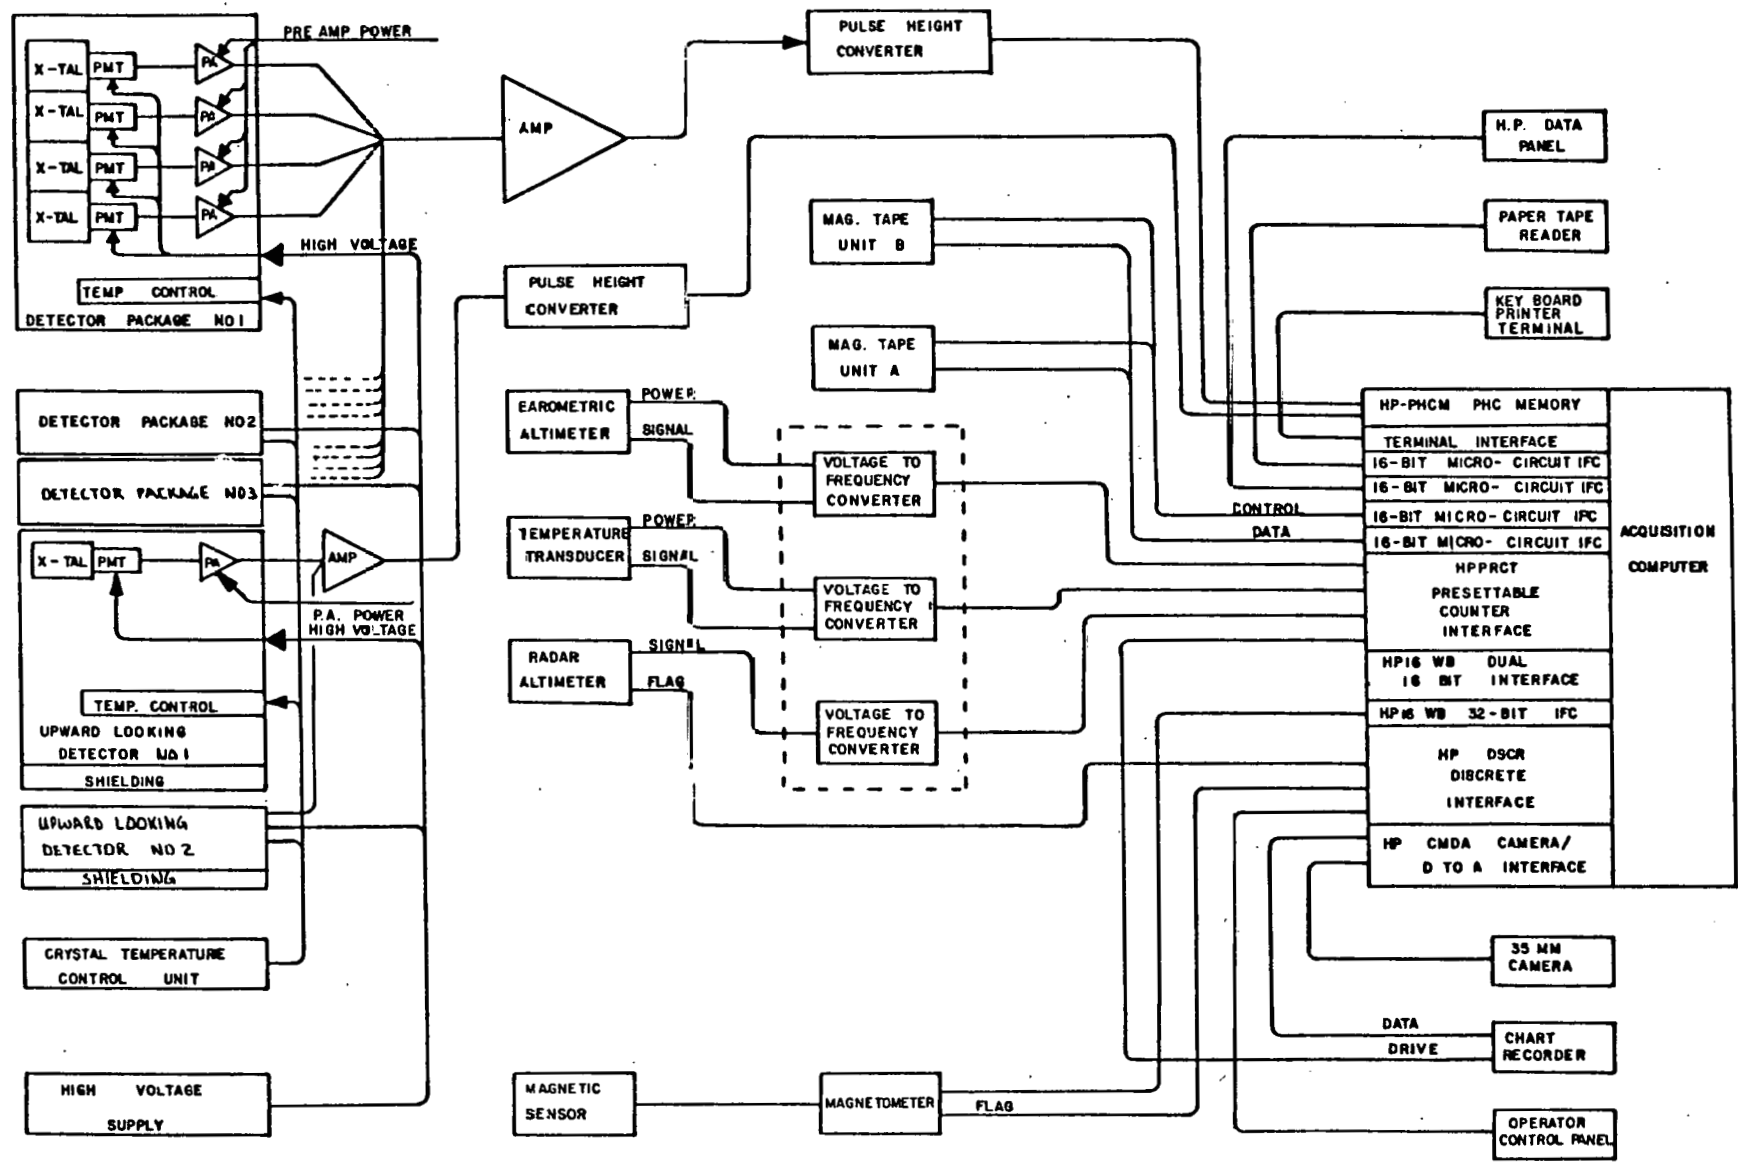 PRE AMP POWER
X-TAL PMT PA
X-TAL PMT PA
X-TAL PMT PA
X-TAL PMT PA
HIGH VOLTAGE
TEMP CONTROL
DETECTOR PACKAGE NO1
DETECTOR PACKAGE NO2
DETECTOR PACKAGE NO3
X-TAL PMT PA
AMP
P.A. POWER
HIGH VOLTAGE
TEMP. CONTROL
UPWARD LOOKING
DETECTOR NO1
SHIELDING
UPWARD LOOKING
DETECTOR NO2
SHIELDING
CRYSTAL TEMPERATURE
CONTROL UNIT
HIGH VOLTAGE
SUPPLY
AMP
PULSE HEIGHT
CONVERTER
PULSE HEIGHT
CONVERTER
MAG. TAPE
UNIT B
MAG. TAPE
UNIT A
EAROMETRIC
ALTIMETER
POWER
SIGNAL
VOLTAGE TO
FREQUENCY
CONVERTER
TEMPERATURE
TRANSDUCER
POWER
SIGNAL
VOLTAGE TO
FREQUENCY
CONVERTER
RADAR
ALTIMETER
SIGNAL
FLAG
VOLTAGE TO
FREQUENCY
CONVERTER
MAGNETIC
SENSOR
MAGNETOMETER
FLAG
H.P. DATA
PANEL
PAPER TAPE
READER
KEY BOARD
PRINTER
TERMINAL
HP-PHCM PHC MEMORY
TERMINAL INTERFACE
16-BIT MICRO-CIRCUIT IFC
16-BIT MICRO-CIRCUIT IFC
CONTROL
16-BIT MICRO-CIRCUIT IFC
DATA
16-BIT MICRO-CIRCUIT IFC
HPPRCT
PRESETTABLE
COUNTER
INTERFACE
HP16 WB DUAL
16 BIT INTERFACE
HP16 WB 32-BIT IFC
HP DSCR
DISCRETE
INTERFACE
HP CMDA CAMERA/
D TO A INTERFACE
ACQUISITION
COMPUTER
35 MM
CAMERA
DATA
DRIVE
CHART
RECORDER
OPERATOR
CONTROL PANEL